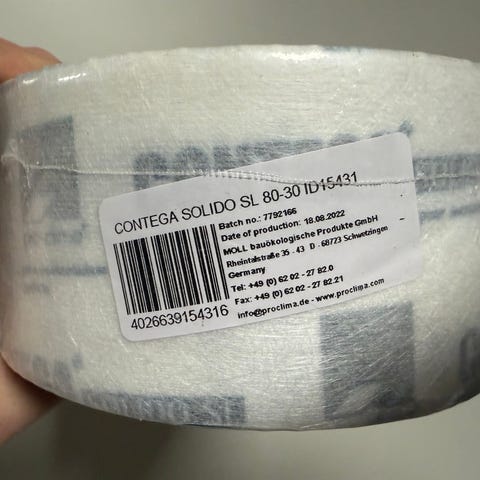 CONTEGA SOLIDO SL 80-30 ID15431
Batch no.: 7792166
Date of production: 18.08.2022
MOLL bauökologische Produkte GmbH
Rheintalstraße 35 - 43 D - 68723 Schwetzingen
Germany
Tel: +49 (0) 62 02 - 27 82.0
Fax: +49 (0) 62 02 - 27 82.21
info@proclima.de - www.proclima.com
4026639154316